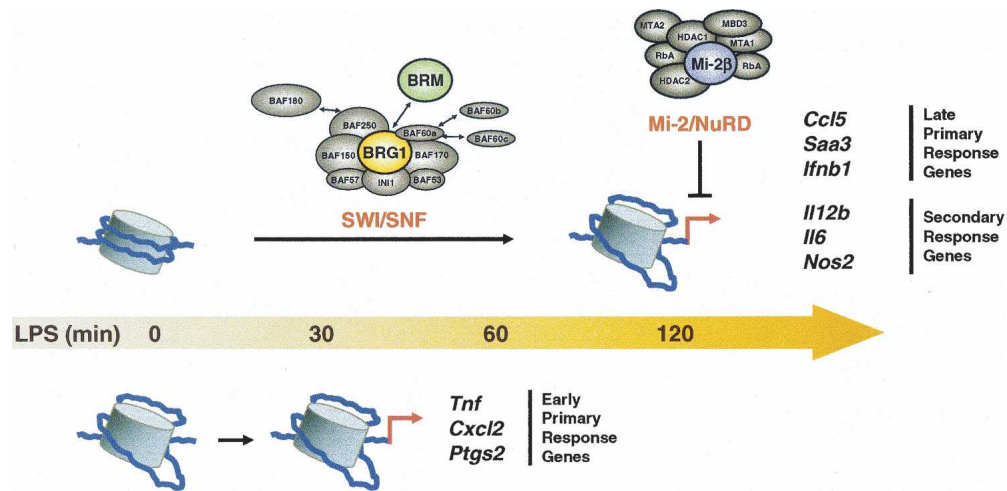 MTA2
MBD3
HDAC1
MTA1
RbA
Mi-2β
RbA
HDAC2
Mi-2/NuRD
BRM
BAF180
BAF60b
BAF250
BAF60a
BAF60c
BAF150
BRG1
BAF170
BAF57
INI1
BAF53
SWI/SNF
Ccl5
Saa3
Ifnb1
Late
Primary
Response
Genes
Il12b
Il6
Nos2
Secondary
Response
Genes
LPS (min) 0 30 60 120
Tnf
Cxcl2
Ptgs2
Early
Primary
Response
Genes